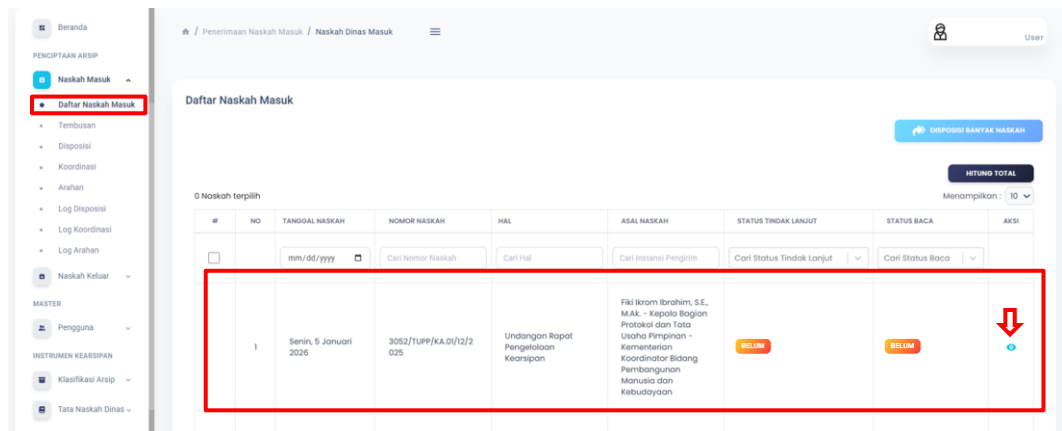 Beranda
PENCIPTAAN ARSIP
Naskah Masuk
Daftar Naskah Masuk
Tembusan
Disposisi
Koordinasi
Arahan
Log Disposisi
Log Koordinasi
Log Arahan
Naskah Keluar
MASTER
Pengguna
INSTRUMEN KEARSIPAN
Klasifikasi Arsip
Tata Naskah Dinas
/ Penerimaan Naskah Masuk / Naskah Dinas Masuk
User
Daftar Naskah Masuk
DISPOSISI BANYAK NASKAH
HITUNG TOTAL
0 Naskah terpilih
Menampilkan : 10
# NO TANGGAL NASKAH NOMOR NASKAH HAL ASAL NASKAH STATUS TINDAK LANJUT STATUS BACA AKSI
mm/dd/yyyy Cari Nomor Naskah Cari Hal Cari Instansi Pengirim Cari Status Tindak Lanjut Cari Status Baca
1
Senin, 5 Januari
2026
3052/TUPP/KA.01/12/2
025
Undangan Rapat
Pengelolaan
Kearsipan
Fiki Ikrom Ibrahim, S.E.,
M.Ak. - Kepala Bagian
Protokol dan Tata
Usaha Pimpinan -
Kementerian
Koordinator Bidang
Pembangunan
Manusia dan
Kebudayaan
BELUM
BELUM